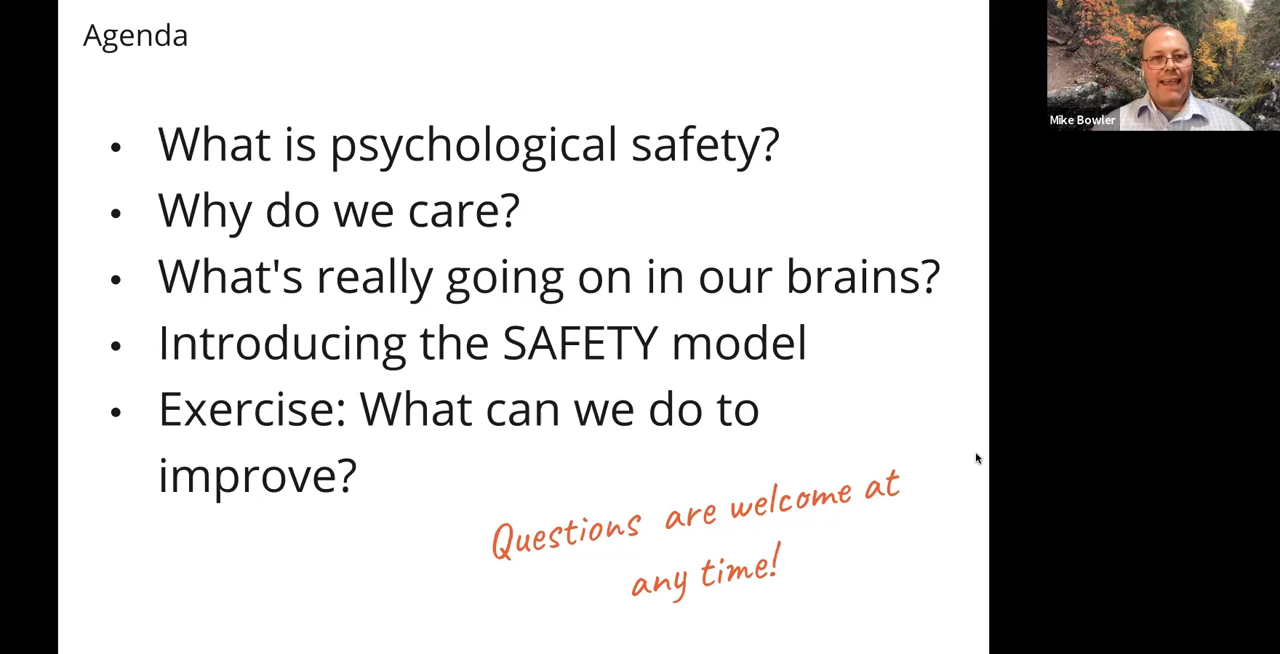 Agenda
• What is psychological safety?
• Why do we care?
• What's really going on in our brains?
• Introducing the SAFETY model
• Exercise: What can we do to
improve?
Questions are welcome at
any time!
Mike Bowler